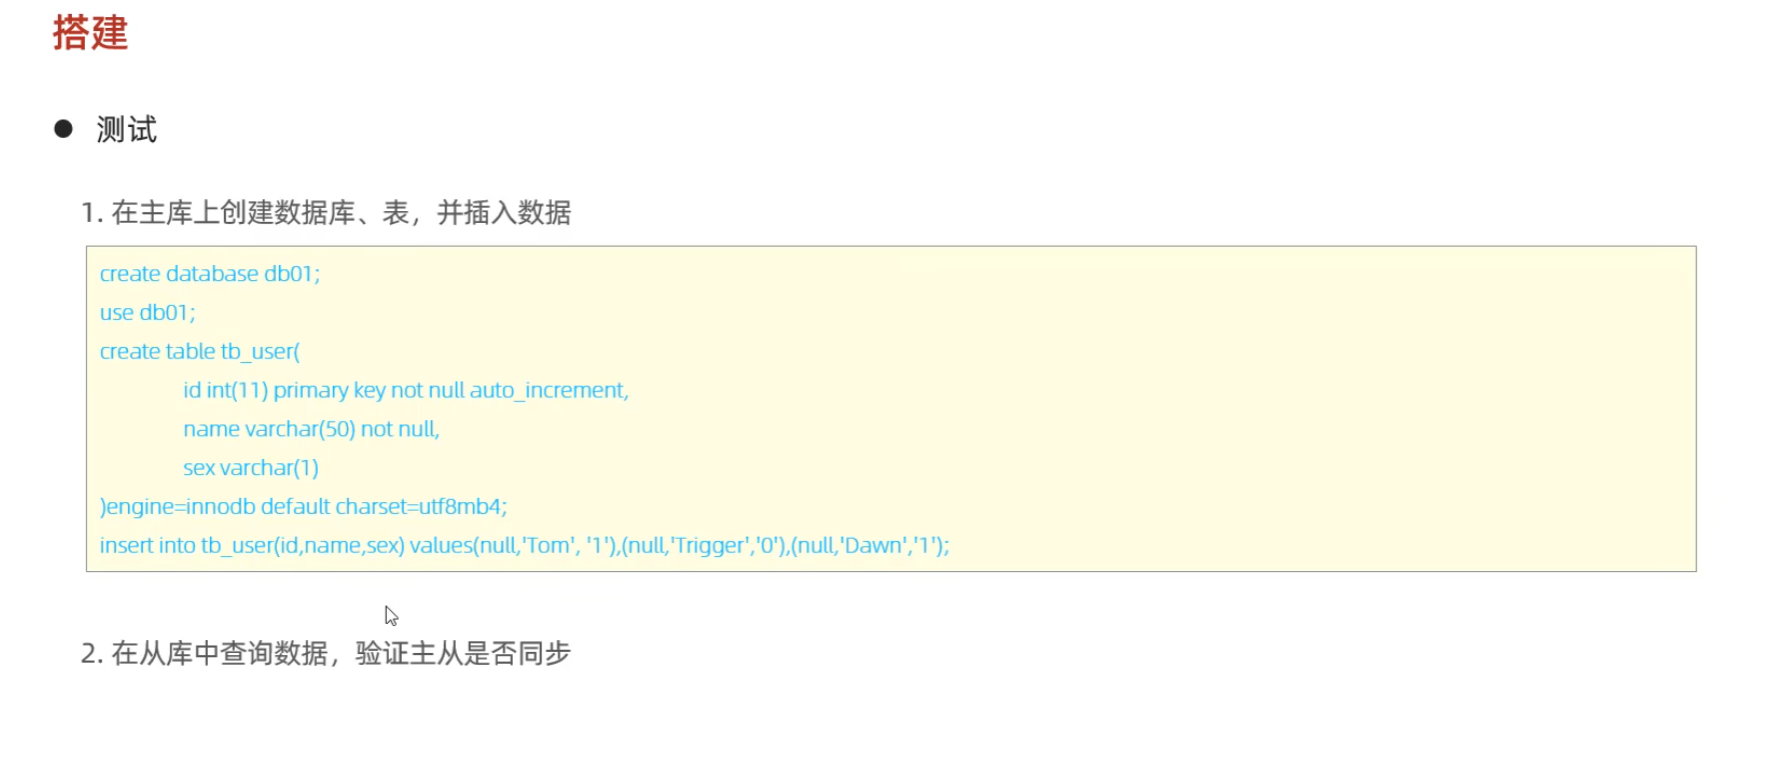 搭建
● 测试
1. 在主库上创建数据库、表，并插入数据
create database db01;
use db01;
create table tb_user(
id int(11) primary key not null auto_increment,
name varchar(50) not null,
sex varchar(1)
)engine=innodb default charset=utf8mb4;
insert into tb_user(id,name,sex) values(null,'Tom', '1'),(null,'Trigger','0'),(null,'Dawn','1');
2. 在从库中查询数据，验证主从是否同步